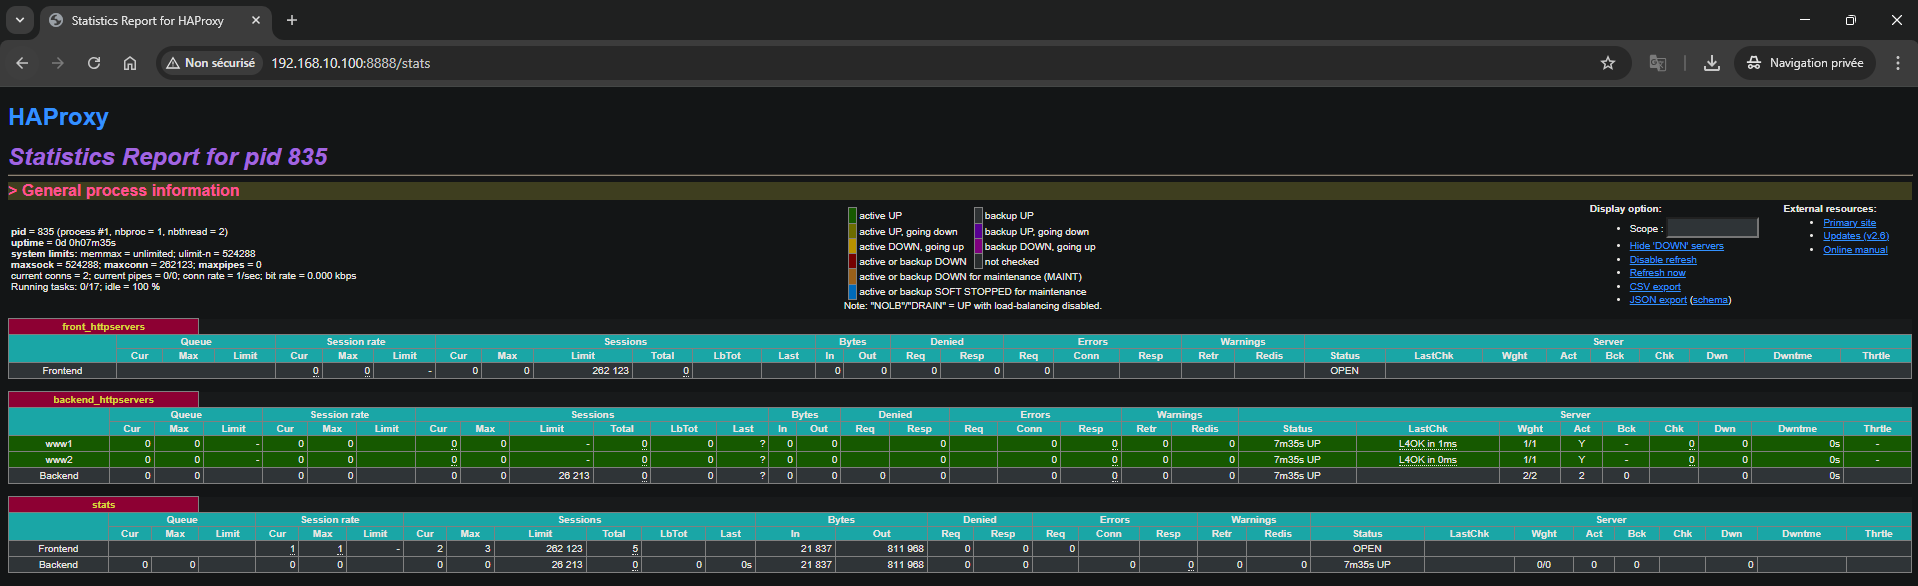 Statistics Report for HAProxy
Non sécurisé
192.168.10.100:8888/stats
Navigation privée
HAProxy
Statistics Report for pid 835
> General process information
pid = 835 (process #1, nbproc = 1, nbthread = 2)
uptime = 0d 0h07m35s
system limits: memmax = unlimited; ulimit-n = 524288
maxsock = 524288; maxconn = 262123; maxpipes = 0
current conns = 2; current pipes = 0/0; conn rate = 1/sec; bit rate = 0.000 kbps
Running tasks: 0/17; idle = 100 %
active UP backup UP
active UP, going down backup UP, going down
active DOWN, going up backup DOWN, going up
active or backup DOWN not checked
active or backup DOWN for maintenance (MAINT)
active or backup SOFT STOPPED for maintenance
Note: "NOLB"/"DRAIN" = UP with load-balancing disabled.
Display option:
• Scope :
• Hide 'DOWN' servers
• Disable refresh
• Refresh now
• CSV export
• JSON export (schema)
External resources:
• Primary site
• Updates (v2.6)
• Online manual
front_httpservers
Queue Session rate Sessions Bytes Denied Errors Warnings Server
Cur Max Limit Cur Max Limit Cur Max Limit Total LbTot Last In Out Req Resp Req Conn Resp Retr Redis Status LastChk Wght Act Bck Chk Dwn Dwntme Thrtle
Frontend 0 0 - 0 0 262 123 0 0 0 0 0 0 OPEN
backend_httpservers
Queue Session rate Sessions Bytes Denied Errors Warnings Server
Cur Max Limit Cur Max Limit Cur Max Limit Total LbTot Last In Out Req Resp Req Conn Resp Retr Redis Status LastChk Wght Act Bck Chk Dwn Dwntme Thrtle
www1 0 0 - 0 0 0 0 - 0 0 ? 0 0 0 0 0 0 0 7m35s UP L4OK in 1ms 1/1 Y - 0 0 0s -
www2 0 0 - 0 0 0 0 - 0 0 ? 0 0 0 0 0 0 0 7m35s UP L4OK in 0ms 1/1 Y - 0 0 0s -
Backend 0 0 0 0 0 0 26 213 0 0 ? 0 0 0 0 0 0 0 0 7m35s UP 2/2 2 0 0 0s
stats
Queue Session rate Sessions Bytes Denied Errors Warnings Server
Cur Max Limit Cur Max Limit Cur Max Limit Total LbTot Last In Out Req Resp Req Conn Resp Retr Redis Status LastChk Wght Act Bck Chk Dwn Dwntme Thrtle
Frontend 1 1 - 2 3 262 123 5 21 837 811 968 0 0 0 OPEN
Backend 0 0 0 0 0 0 26 213 0 0 0s 21 837 811 968 0 0 0 0 0 0 7m35s UP 0/0 0 0 0